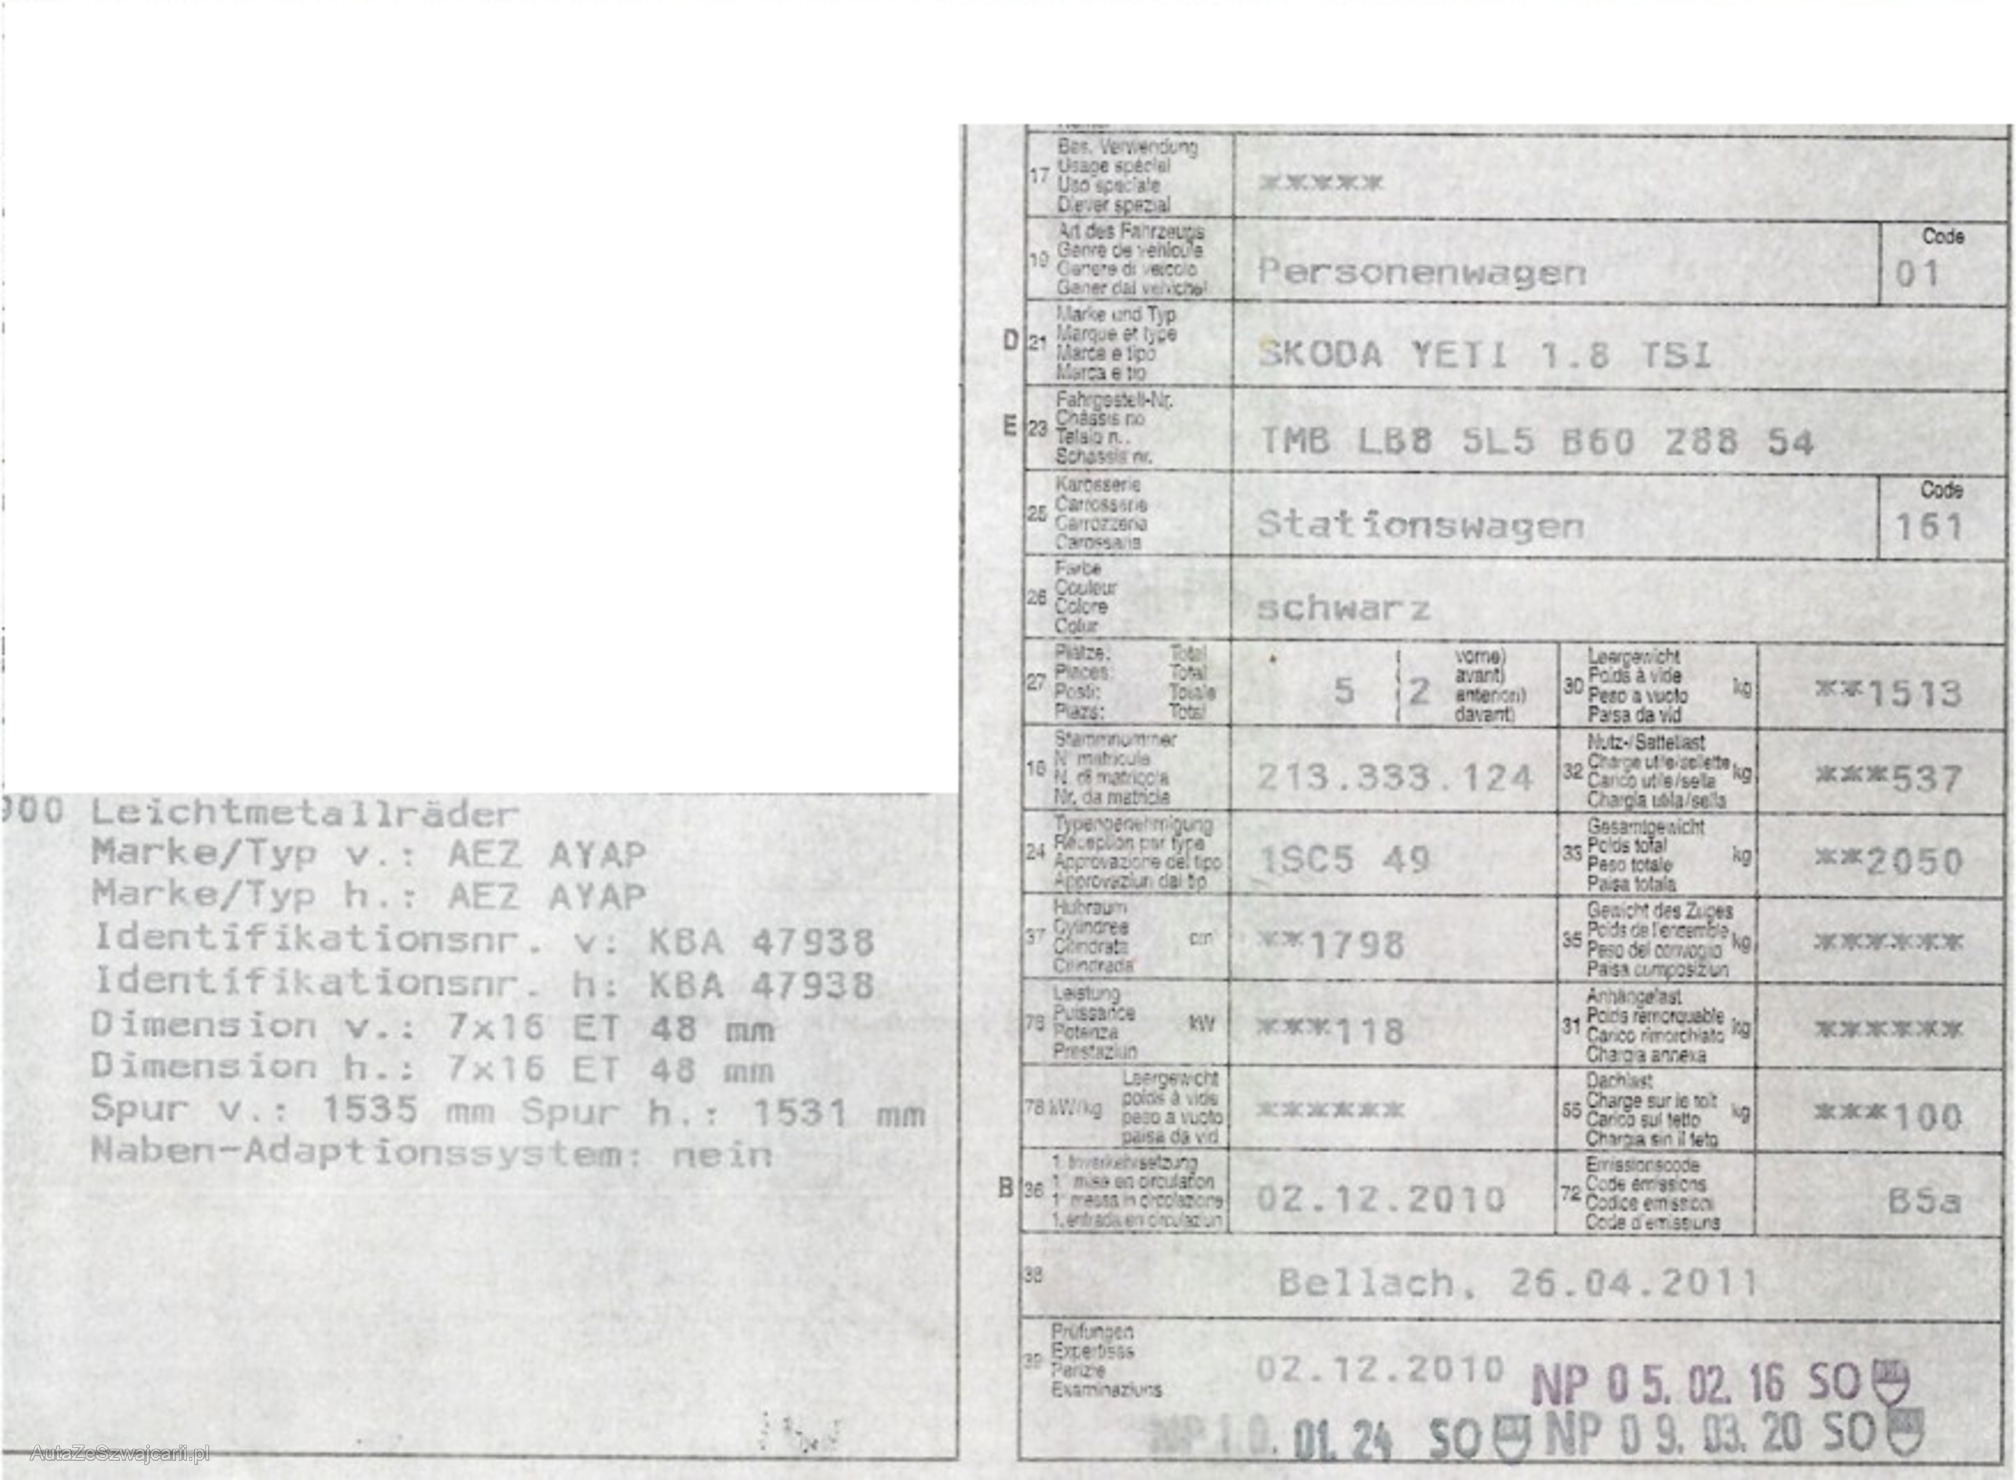 900 Leichtmetallräder
Marke/Typ v.: AEZ AYAP
Marke/Typ h.: AEZ AYAP
Identifikationsnr. v: KBA 47938
Identifikationsnr. h: KBA 47938
Dimension v.: 7x16 ET 48 mm
Dimension h.: 7x16 ET 48 mm
Spur v.: 1535 mm Spur h.: 1531 mm
Naben-Adaptionssystem: nein
AutaZeSzwajcarii.pl
17 Bes. Verwendung
Usage spécial
Uso speciale
Diever spezial
*****
19 Art des Fahrzeugs
Genre de véhicule
Genere di veicolo
Gener dal vehichel
Personenwagen
Code
01
D 21 Marke und Typ
Marque et type
Marca e tipo
Marca e tip
SKODA YETI 1.8 TSI
E 23 Fahrgestell-Nr.
Châssis no
Telaio n.
Schassis nr.
TMB LB8 5L5 B60 288 54
25 Karosserie
Carrosserie
Carrozzeria
Carossaria
Stationswagen
Code
161
26 Farbe
Couleur
Colore
Colur
schwarz
27 Plätze: Total
Places: Total
Posti: Totale
Plazs: Total
5 ( 2 vorne)
avant)
anteriori)
davant)
30 Leergewicht
Poids à vide kg
Peso a vuoto
Paisa da vid
**1513
18 Stammnummer
N° matricule
N. di matricola
Nr. da matricla
213.333.124
32 Nutz-/Sattellast
Charge utile/sellette kg
Carico utile/sella
Chargia utila/sella
***537
24 Typengenehmigung
Réception par type
Approvazione del tipo
Approvaziun dal tip
1SC5 49
33 Gesamtgewicht
Poids total kg
Peso totale
Paisa totala
**2050
37 Hubraum
Cylindrée cm³
Cilindrata
Cilindrada
**1798
35 Gewicht des Zuges
Poids de l'ensemble kg
Peso del convoglio
Paisa cumposiziun
******
76 Leistung
Puissance kW
Potenza
Prestaziun
***118
31 Anhängelast
Poids remorquable kg
Carico rimorchiato
Chargia annexa
******
78 kW/kg Leergewicht
poids à vide
peso a vuoto
paisa da vid
******
55 Dachlast
Charge sur le toit kg
Carico sul tetto
Chargia sin il tetg
***100
B 36 1. Inverkehrsetzung
1re mise en circulation
1a messa in circolazione
1. entrada en circulaziun
02.12.2010
72 Emissionscode
Code émissions
Codice emissioni
Code d'emissiuns
B5a
38 Bellach, 26.04.2011
39 Prüfungen
Expertises
Perizie
Examinaziuns
02.12.2010 NP 05.02.16 SO
NP 10.01.24 SO NP 09.03.20 SO